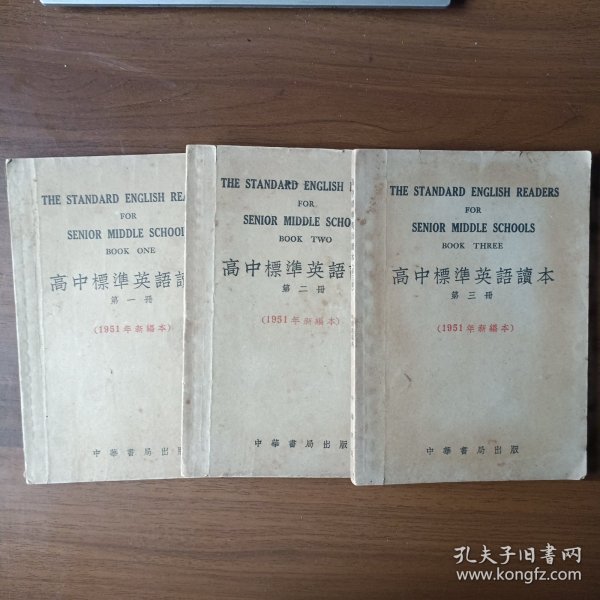 THE STANDARD ENGLISH REA
FOR
SENIOR MIDDLE SCHOOL
BOOK ONE
高中標準英語讀
第一冊
(1951年新編本)
中華書局出版
THE STANDARD ENGLISH
FOR
SENIOR MIDDLE SCHOO
BOOK TWO
高中標準英語
第二冊
(1951年新編本)
中華書局出版
THE STANDARD ENGLISH READERS
FOR
SENIOR MIDDLE SCHOOLS
BOOK THREE
高中標準英語讀本
第三冊
(1951年新編本)
中華書局出版
孔夫子旧书网
www.kongfz.com